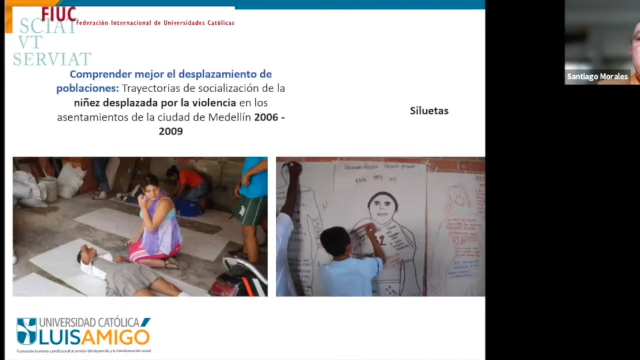 FIUC Federación Internacional de Universidades Católicas
SCIAT
VT
SERVIAT
Comprender mejor el desplazamiento de
poblaciones: Trayectorias de socialización de la
niñez desplazada por la violencia en los
asentamientos de la ciudad de Medellín 2006 -
2009
Siluetas
Santiago Morales
UNIVERSIDAD CATÓLICA
LUIS AMIGÓ